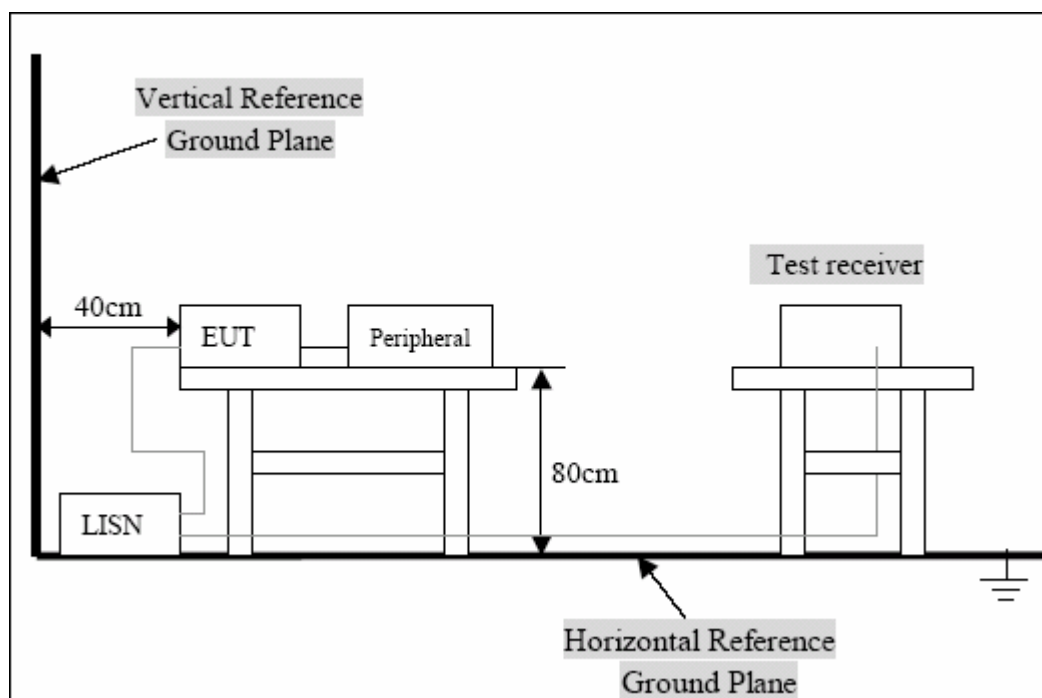 Vertical Reference
Ground Plane
Test receiver
40cm
EUT
Peripheral
80cm
LISN
Horizontal Reference
Ground Plane